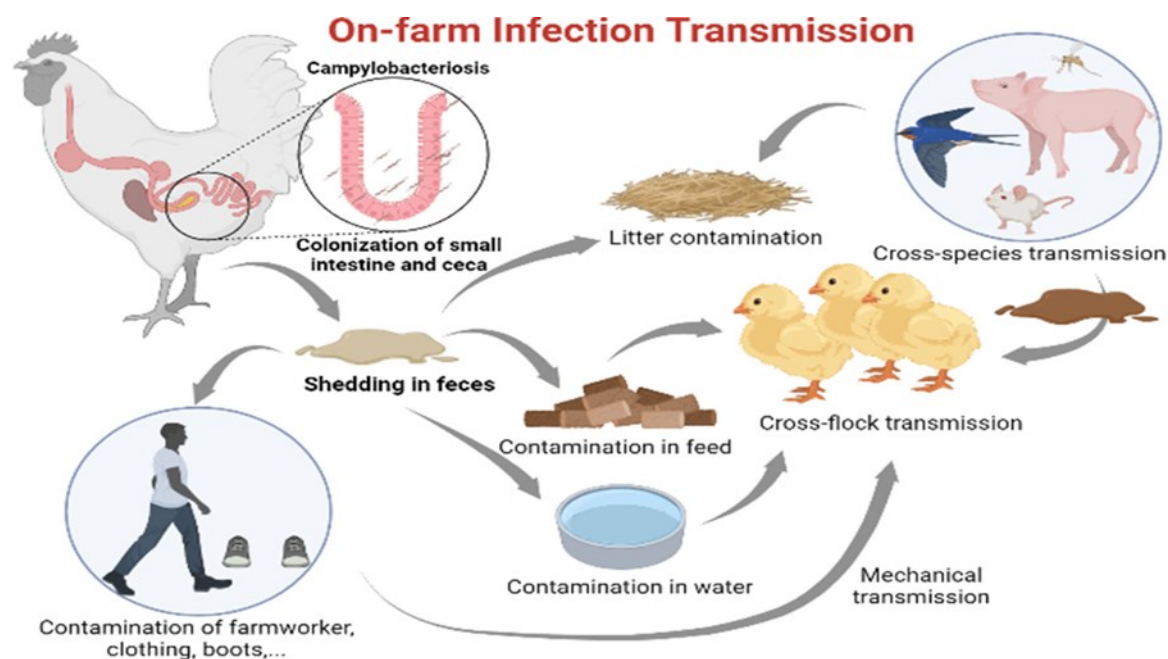 On-farm Infection Transmission
Campylobacteriosis
Colonization of small
intestine and ceca
Litter contamination
Cross-species transmission
Shedding in feces
Contamination in feed
Cross-flock transmission
Contamination in water
Mechanical
transmission
Contamination of farmworker,
clothing, boots,...